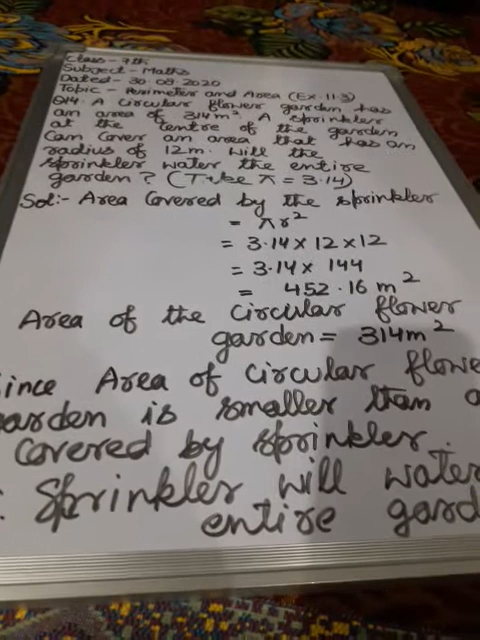 Class - 7th
Subject - Maths
Dated - 30.09.2020
Topic - Perimeter and Area (Ex. 11.3)
Q14. A circular flower garden has
an area of 314m². A sprinkler
at the centre of the garden
can cover an area that has an
radius of 12m. Will the
sprinkler water the entire
garden? (Take π = 3.14)
Sol:- Area covered by the sprinkler
= πr²
= 3.14 x 12 x 12
= 3.14 x 144
= 452.16 m²
Area of the circular flower
garden = 314m²
ince Area of circular flowe
arden is smaller than a
covered by sprinkler.
: Sprinkler will water
entire gard